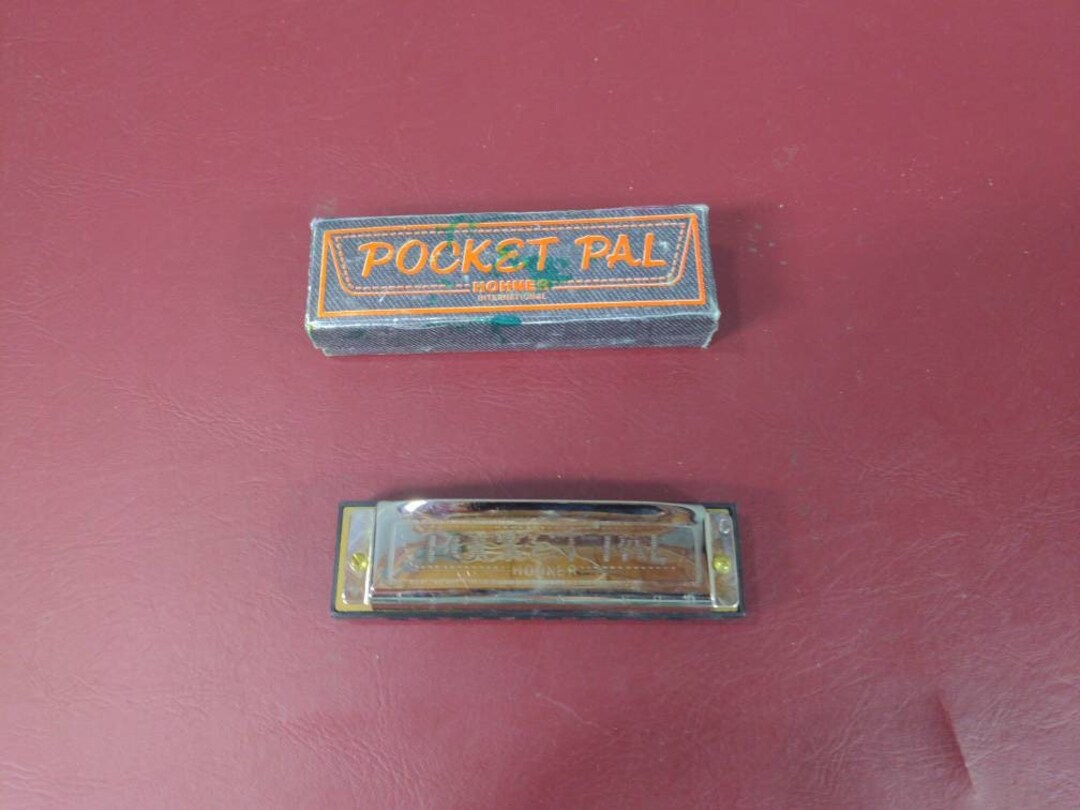 POCKET PAL
HOHNER
INTERNATIONAL
POCKET PAL
HOHNER
C